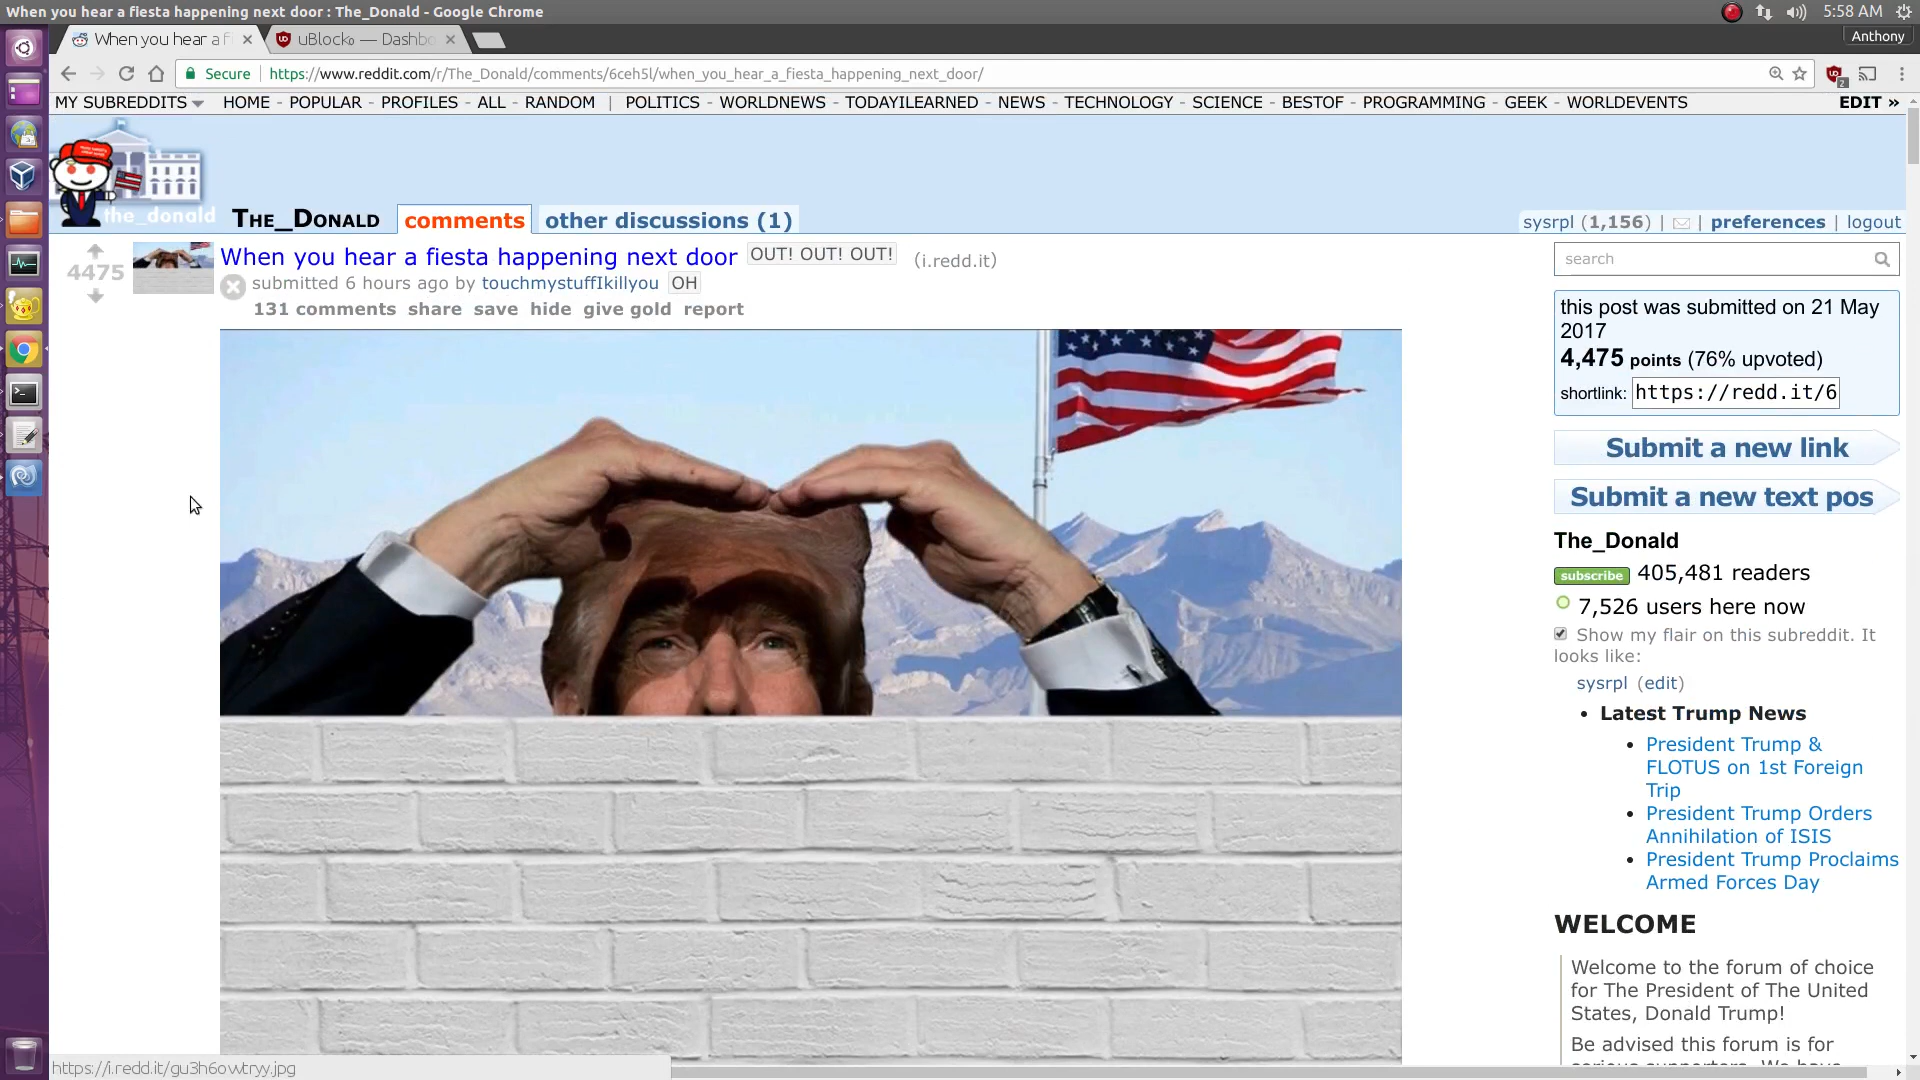 When you hear a fiesta happening next door : The_Donald - Google Chrome
5:58 AM
When you hear a fi
uBlock₀ — Dashbo
Anthony
Secure
https://www.reddit.com/r/The_Donald/comments/6ceh5l/when_you_hear_a_fiesta_happening_next_door/
2
MY SUBREDDITS HOME - POPULAR - PROFILES - ALL - RANDOM | POLITICS - WORLDNEWS - TODAYILEARNED - NEWS - TECHNOLOGY - SCIENCE - BESTOF - PROGRAMMING - GEEK - WORLDEVENTS EDIT »
the_donald
THE_DONALD comments other discussions (1)
sysrpl (1,156) | | preferences | logout
4475
When you hear a fiesta happening next door OUT! OUT! OUT! (i.redd.it)
submitted 6 hours ago by touchmystuffIkillyou OH
131 comments share save hide give gold report
search
this post was submitted on 21 May
2017
4,475 points (76% upvoted)
shortlink: https://redd.it/6
Submit a new link
Submit a new text pos
The_Donald
subscribe 405,481 readers
7,526 users here now
Show my flair on this subreddit. It
looks like:
sysrpl (edit)
• Latest Trump News
• President Trump &
FLOTUS on 1st Foreign
Trip
• President Trump Orders
Annihilation of ISIS
• President Trump Proclaims
Armed Forces Day
WELCOME
Welcome to the forum of choice
for The President of The United
States, Donald Trump!
Be advised this forum is for
https://i.redd.it/gu3h6owtryy.jpg